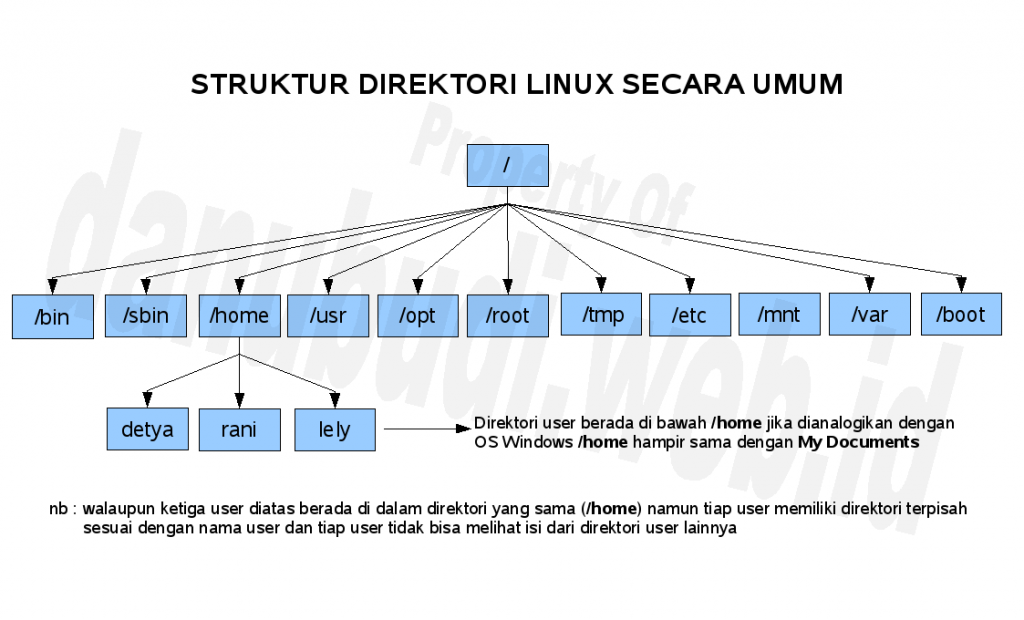 STRUKTUR DIREKTORI LINUX SECARA UMUM
Property Of
danubudi.web.id
/
/bin /sbin /home /usr /opt /root /tmp /etc /mnt /var /boot
detya rani lely
Direktori user berada di bawah /home jika dianalogikan dengan
OS Windows /home hampir sama dengan My Documents
nb : walaupun ketiga user diatas berada di dalam direktori yang sama (/home) namun tiap user memiliki direktori terpisah
sesuai dengan nama user dan tiap user tidak bisa melihat isi dari direktori user lainnya